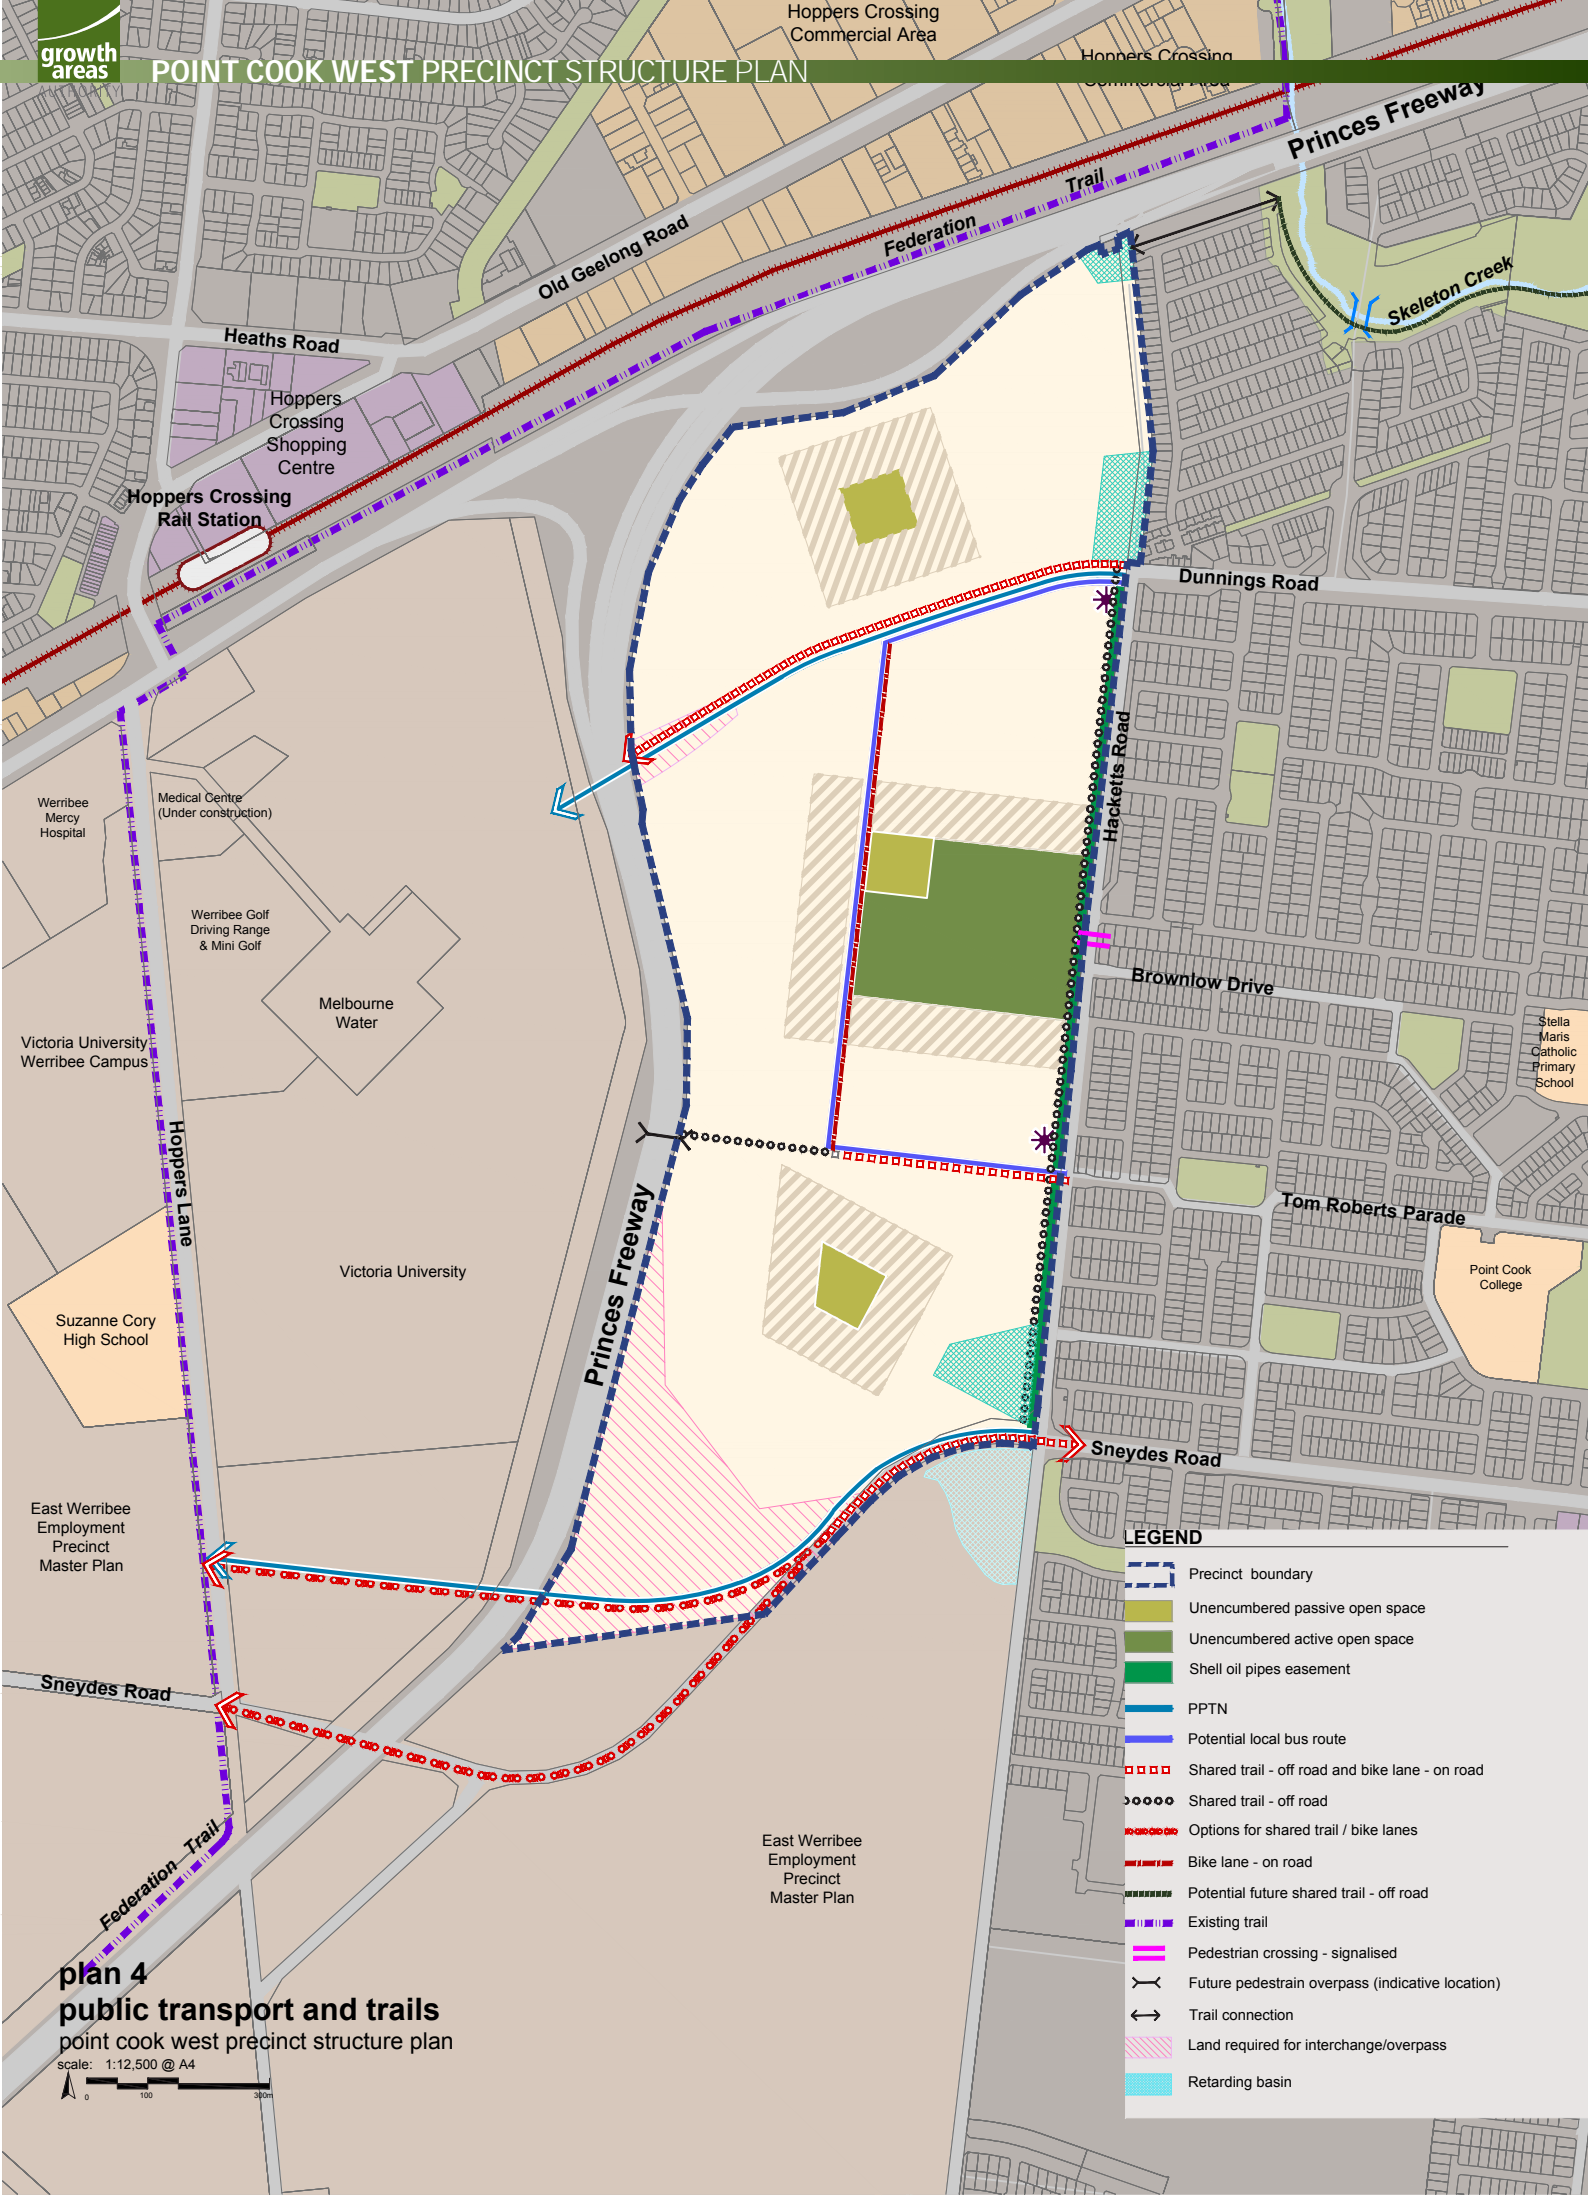 growth
areas
AUTHORITY
POINT COOK WEST PRECINCT STRUCTURE PLAN
Hoppers Crossing
Commercial Area
Hoppers Crossing
Commercial Area
Princes Freeway
Federation Trail
Old Geelong Road
Skeleton Creek
Heaths Road
Hoppers
Crossing
Shopping
Centre
Hoppers Crossing
Rail Station
Dunnings Road
Hacketts Road
Werribee
Mercy
Hospital
Medical Centre
(Under construction)
Werribee Golf
Driving Range
& Mini Golf
Melbourne
Water
Brownlow Drive
Victoria University
Werribee Campus
Stella
Maris
Catholic
Primary
School
Hoppers Lane
Princes Freeway
Tom Roberts Parade
Victoria University
Point Cook
College
Suzanne Cory
High School
Sneydes Road
East Werribee
Employment
Precinct
Master Plan
Sneydes Road
East Werribee
Employment
Precinct
Master Plan
Federation Trail
LEGEND
Precinct boundary
Unencumbered passive open space
Unencumbered active open space
Shell oil pipes easement
PPTN
Potential local bus route
Shared trail - off road and bike lane - on road
Shared trail - off road
Options for shared trail / bike lanes
Bike lane - on road
Potential future shared trail - off road
Existing trail
Pedestrian crossing - signalised
Future pedestrain overpass (indicative location)
Trail connection
Land required for interchange/overpass
Retarding basin
plan 4
public transport and trails
point cook west precinct structure plan
scale: 1:12,500 @ A4
0 100 300m